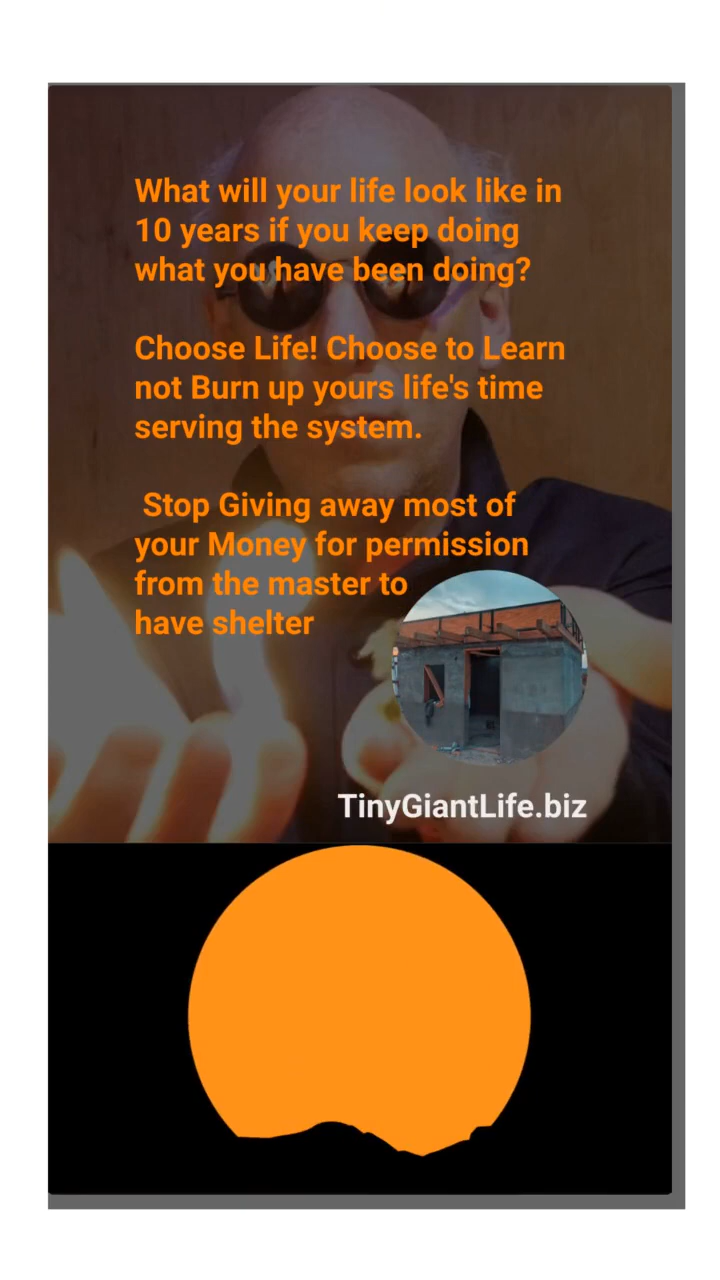 What will your life look like in
10 years if you keep doing
what you have been doing?
Choose Life! Choose to Learn
not Burn up yours life's time
serving the system.
Stop Giving away most of
your Money for permission
from the master to
have shelter
TinyGiantLife.biz